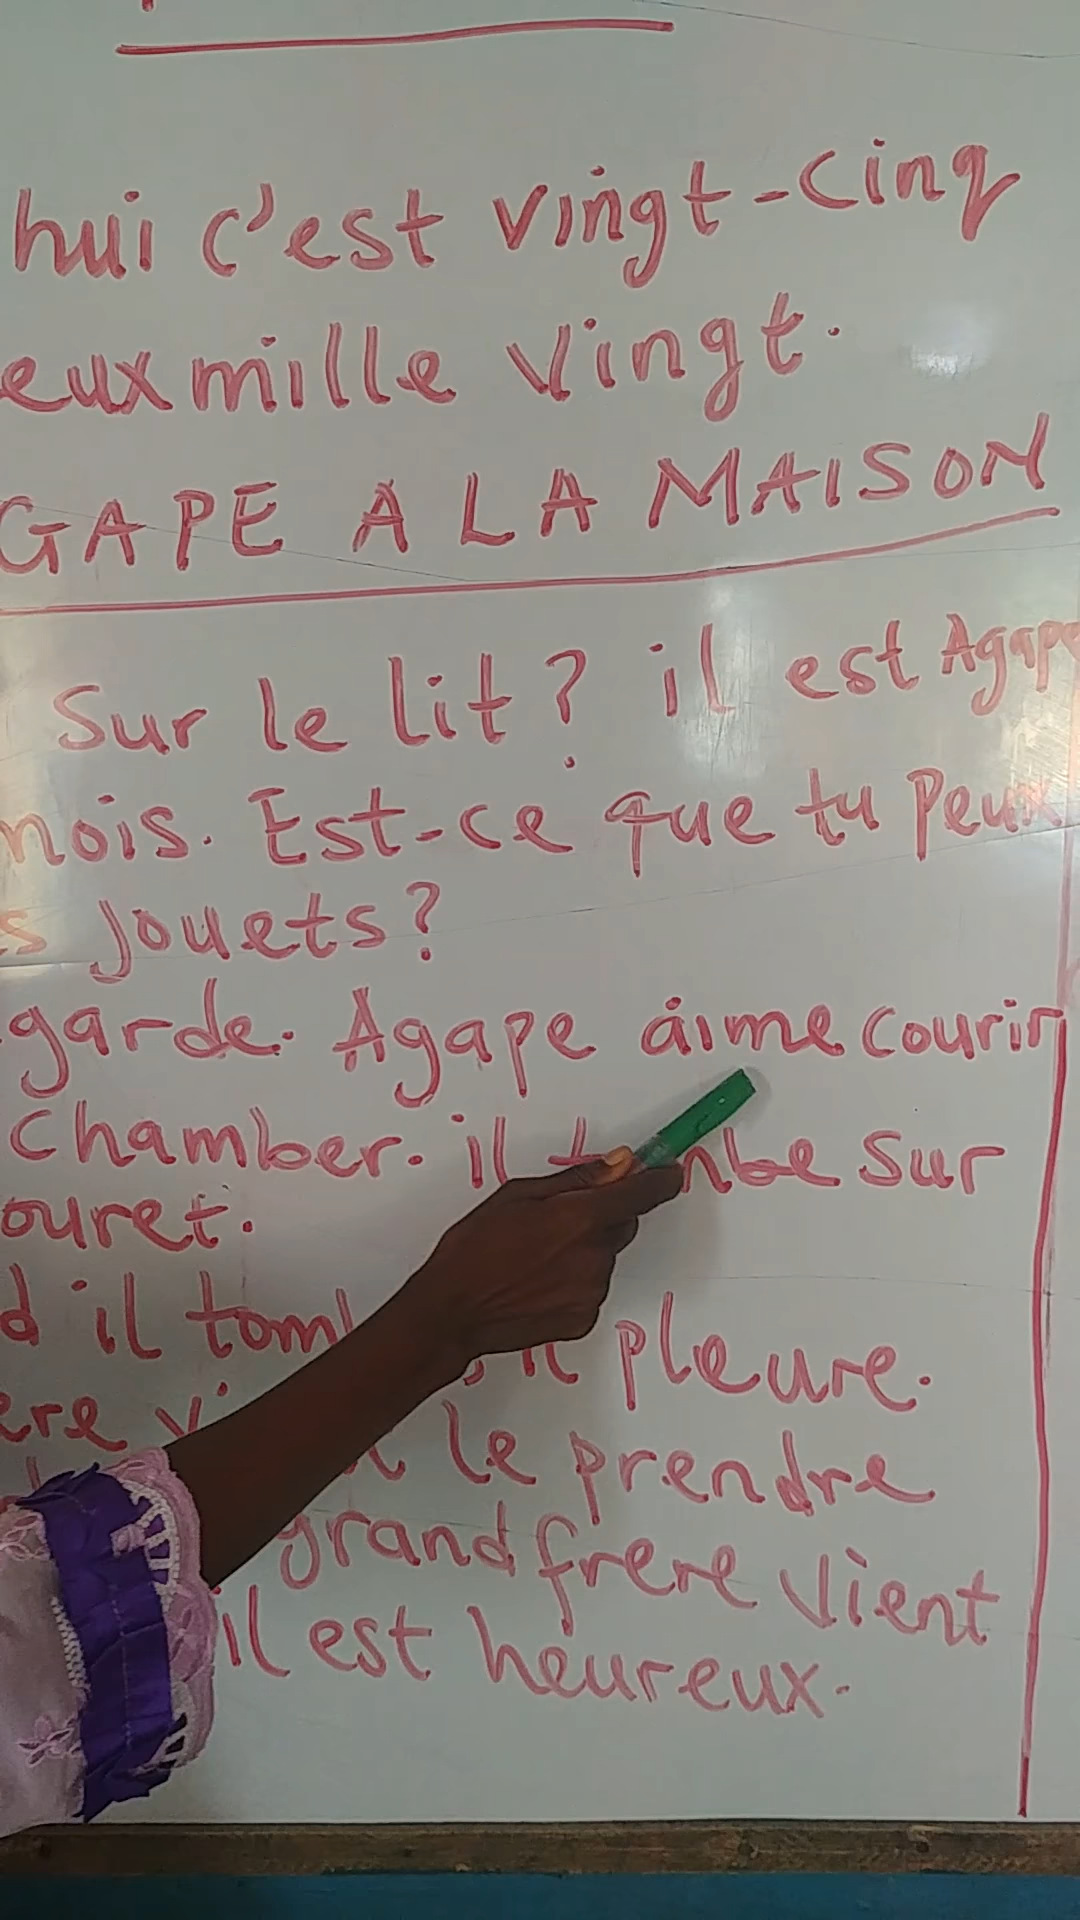 hui c'est vingt-cinq
eux mille vingt.
GAPE A LA MAISON
Sur le lit? il est Agape
nois. Est-ce que tu peux
s jouets?
garde. Agape aime courir
Chamber. il sur
ouret.
d il il pleure.
ere le prendre
grand frere vient
il est heureux.